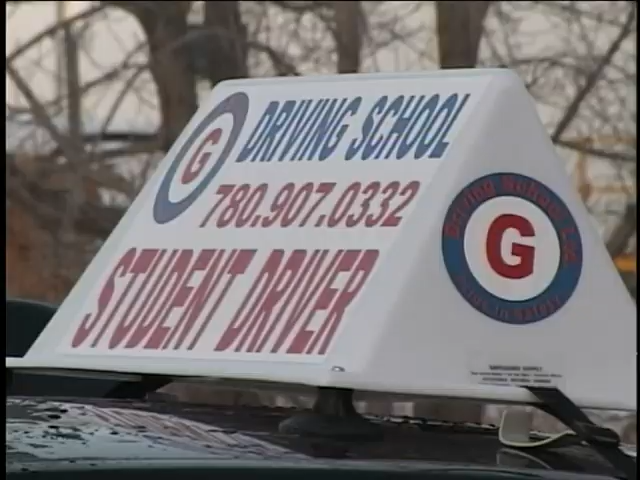 G
DRIVING SCHOOL
780.907.0332
STUDENT DRIVER
Driving School Ltd.
G